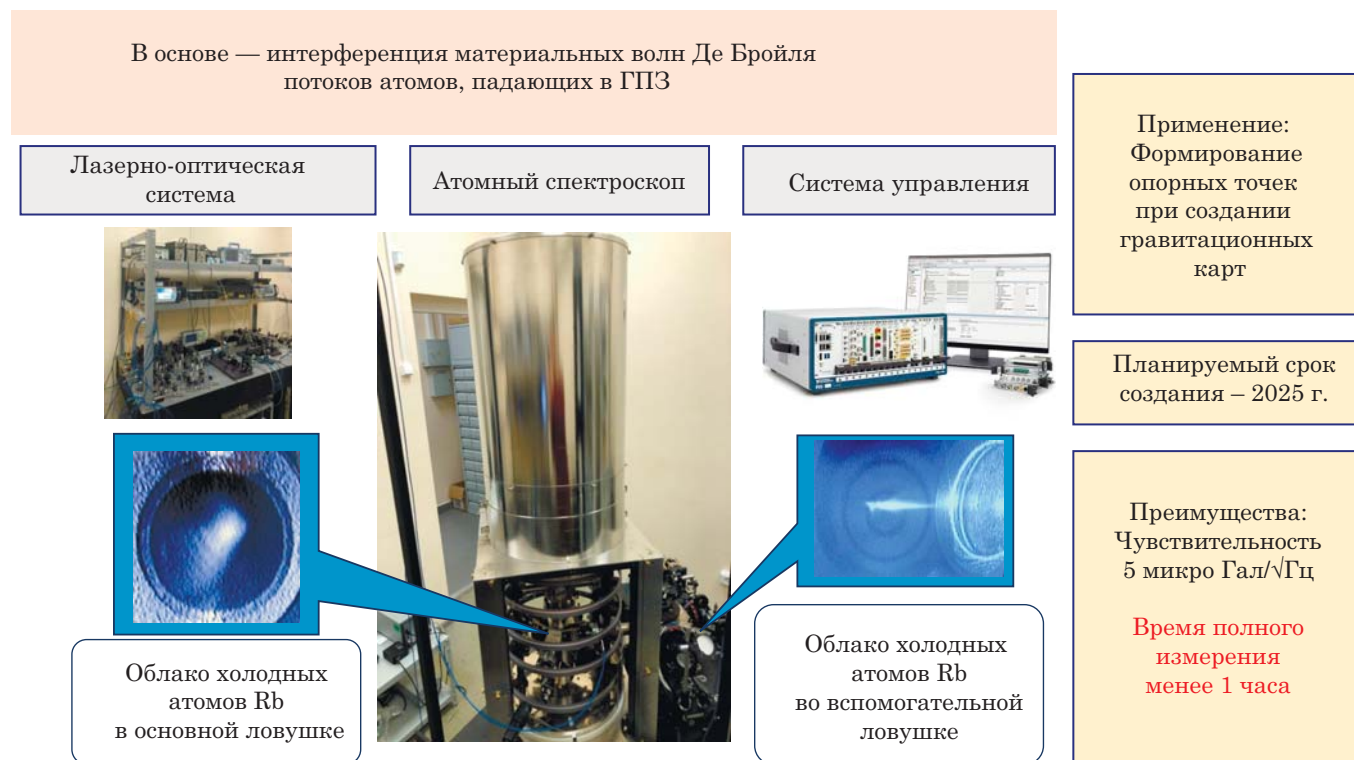 В основе — интерференция материальных волн Де Бройля
потоков атомов, падающих в ГПЗ
Лазерно-оптическая
система
Атомный спектроскоп
Система управления
Облако холодных
атомов Rb
в основной ловушке
Облако холодных
атомов Rb
во вспомогательной
ловушке
Применение:
Формирование
опорных точек
при создании
гравитационных
карт
Планируемый срок
создания – 2025 г.
Преимущества:
Чувствительность
5 микро Гал/√Гц
Время полного
измерения
менее 1 часа